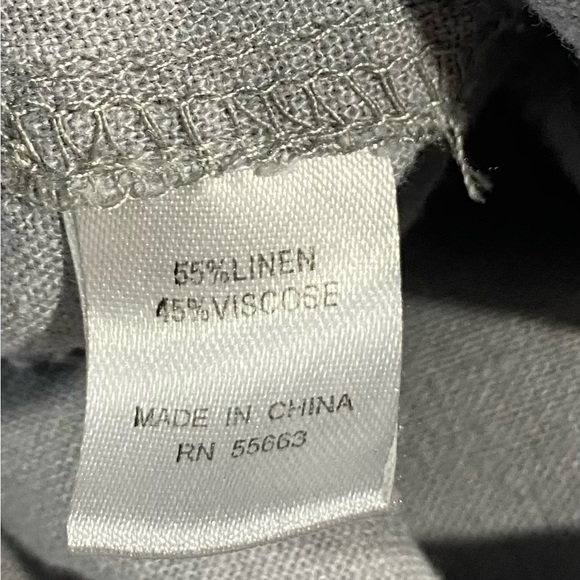 55%LINEN
45%VISCOSE
MADE IN CHINA
RN 55663